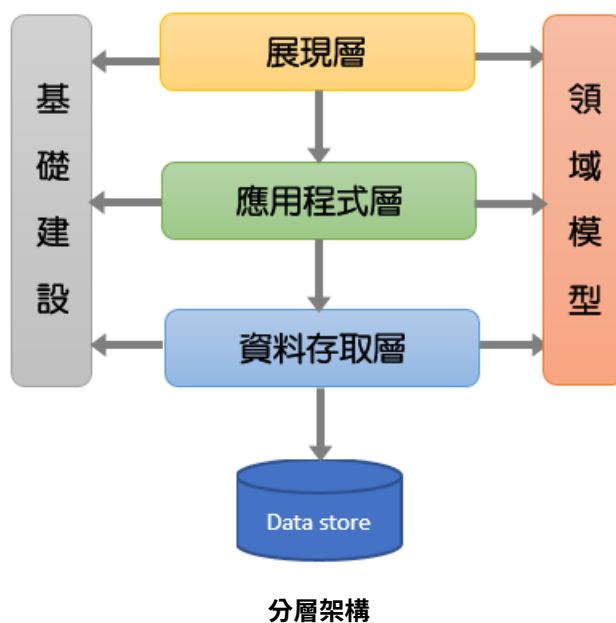 展現層
基礎建設
領域模型
應用程式層
資料存取層
Data store
分層架構